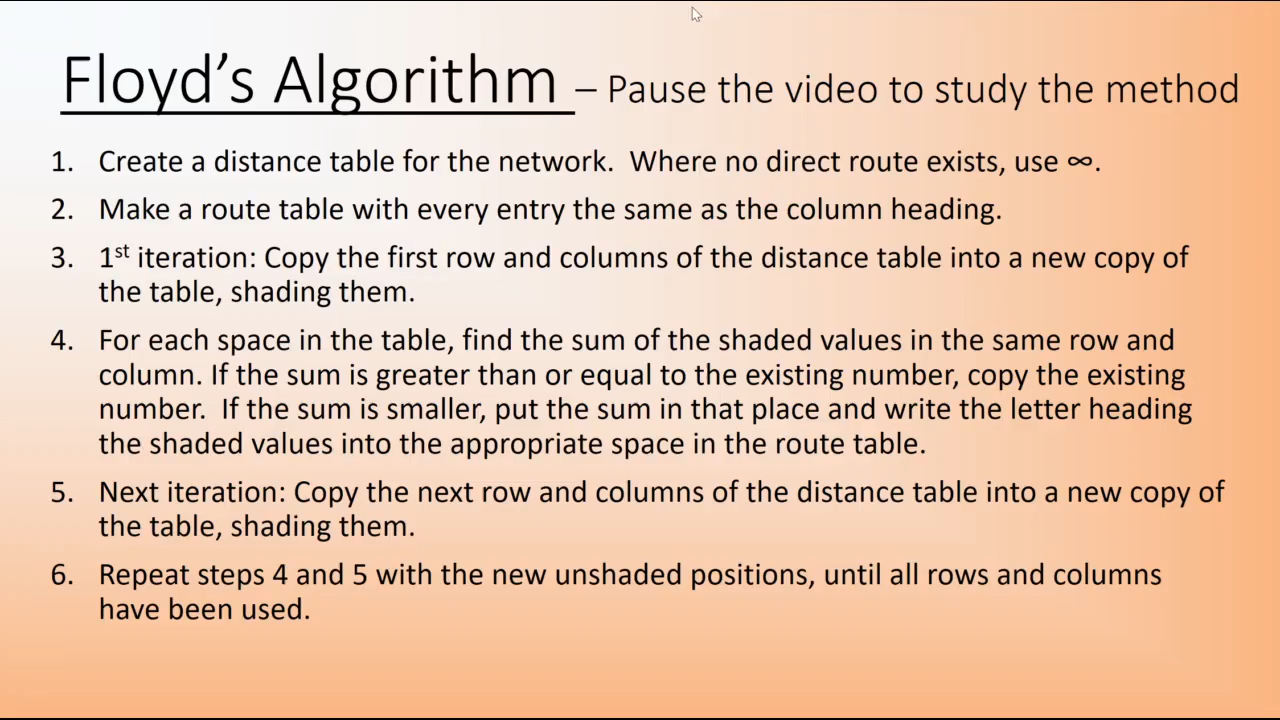 Floyd's Algorithm – Pause the video to study the method
1. Create a distance table for the network.  Where no direct route exists, use ∞.
2. Make a route table with every entry the same as the column heading.
3. 1st iteration: Copy the first row and columns of the distance table into a new copy of
the table, shading them.
4. For each space in the table, find the sum of the shaded values in the same row and
column. If the sum is greater than or equal to the existing number, copy the existing
number.  If the sum is smaller, put the sum in that place and write the letter heading
the shaded values into the appropriate space in the route table.
5. Next iteration: Copy the next row and columns of the distance table into a new copy of
the table, shading them.
6. Repeat steps 4 and 5 with the new unshaded positions, until all rows and columns
have been used.